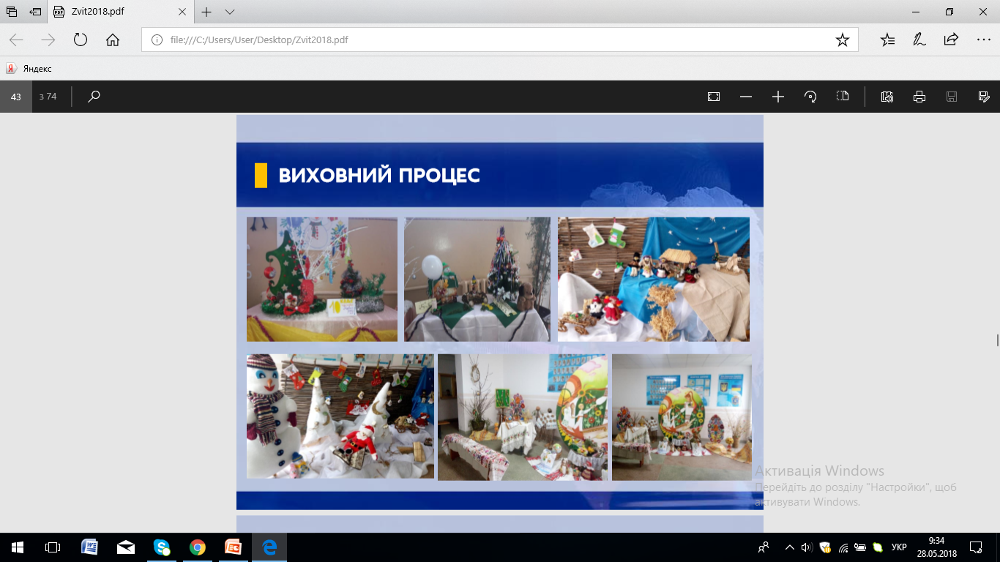 Zvit2018.pdf
file:///C:/Users/User/Desktop/Zvit2018.pdf
Яндекс
43 з 74
ВИХОВНИЙ ПРОЦЕС
Активація Windows
Перейдіть до розділу "Настройки", щоб
активувати Windows.
УКР
9:34
28.05.2018